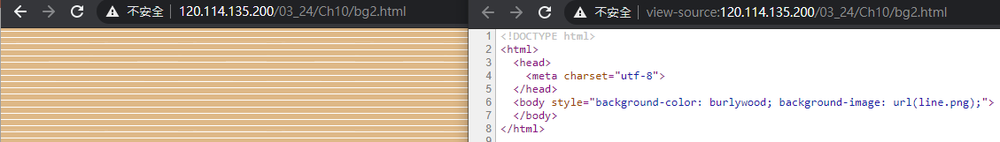 不安全 120.114.135.200/03_24/Ch10/bg2.html
不安全 view-source:120.114.135.200/03_24/Ch10/bg2.html
1 <!DOCTYPE html>
2 <html>
3 <head>
4 <meta charset="utf-8">
5 </head>
6 <body style="background-color: burlywood; background-image: url(line.png);">
7 </body>
8 </html>
9